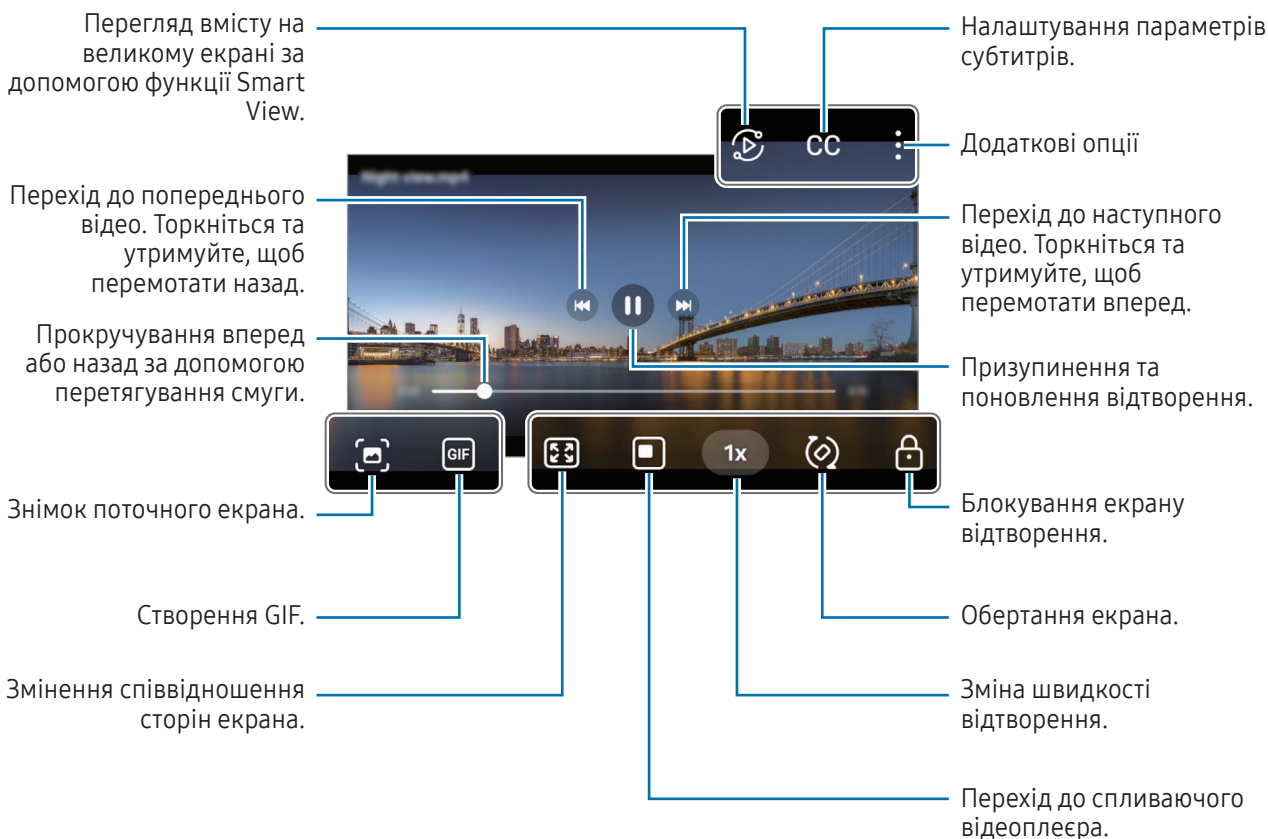 Перегляд вмісту на
великому екрані за
допомогою функції Smart
View.
Налаштування параметрів
субтитрів.
CC
Додаткові опції
Night view.mp4
Перехід до попереднього
відео. Торкніться та
утримуйте, щоб
перемотати назад.
Перехід до наступного
відео. Торкніться та
утримуйте, щоб
перемотати вперед.
Прокручування вперед
або назад за допомогою
перетягування смуги.
Призупинення та
поновлення відтворення.
GIF
1x
Знімок поточного екрана.
Блокування екрану
відтворення.
Створення GIF.
Обертання екрана.
Змінення співвідношення
сторін екрана.
Зміна швидкості
відтворення.
Перехід до спливаючого
відеоплеєра.